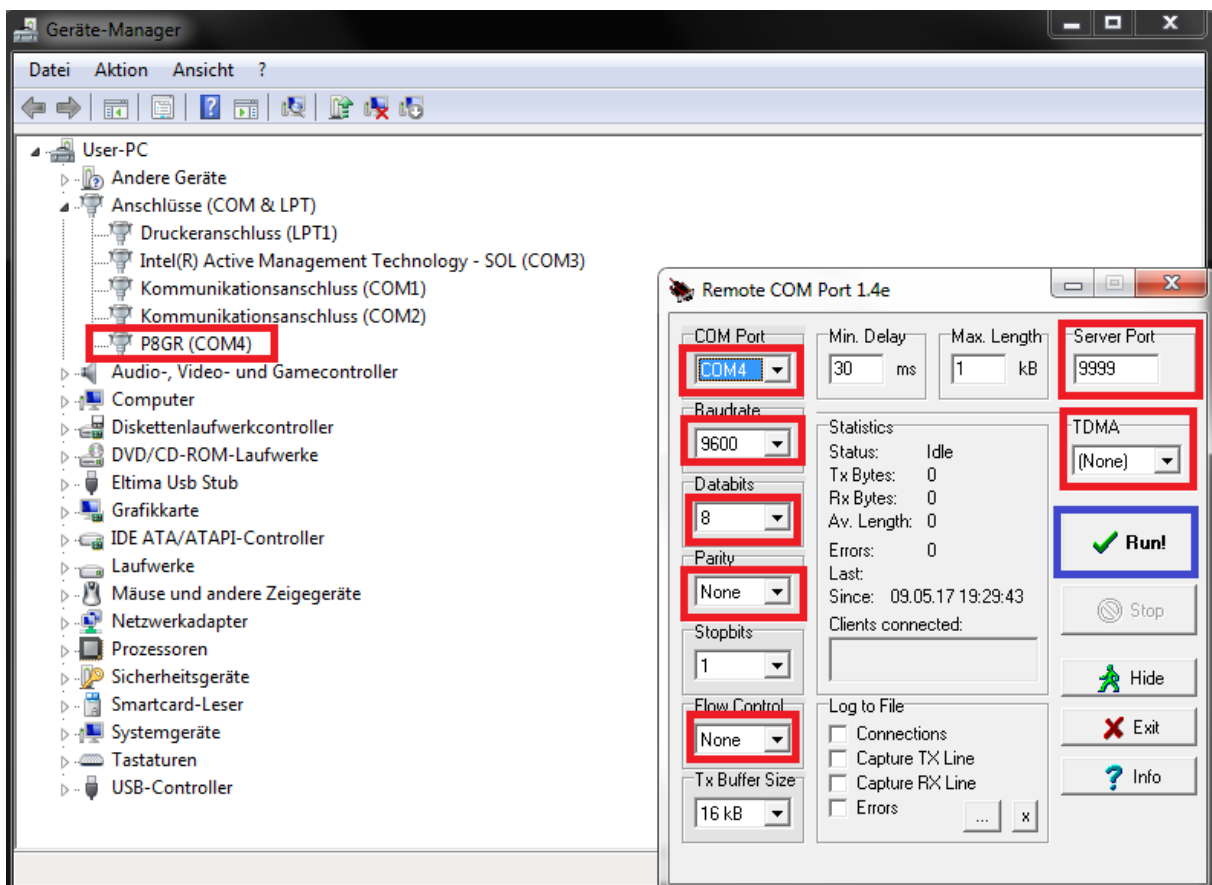 Geräte-Manager
Datei Aktion Ansicht ?
User-PC
Andere Geräte
Anschlüsse (COM & LPT)
Druckeranschluss (LPT1)
Intel(R) Active Management Technology - SOL (COM3)
Kommunikationsanschluss (COM1)
Kommunikationsanschluss (COM2)
P8GR (COM4)
Audio-, Video- und Gamecontroller
Computer
Diskettenlaufwerkcontroller
DVD/CD-ROM-Laufwerke
Eltima Usb Stub
Grafikkarte
IDE ATA/ATAPI-Controller
Laufwerke
Mäuse und andere Zeigegeräte
Netzwerkadapter
Prozessoren
Sicherheitsgeräte
Smartcard-Leser
Systemgeräte
Tastaturen
USB-Controller
Remote COM Port 1.4e
COM Port
COM4
Baudrate
9600
Databits
8
Parity
None
Stopbits
1
Flow Control
None
Tx Buffer Size
16 kB
Min. Delay
30 ms
Max. Length
1 kB
Statistics
Status: Idle
Tx Bytes: 0
Rx Bytes: 0
Av. Length: 0
Errors: 0
Last:
Since: 09.05.17 19:29:43
Clients connected:
Log to File
Connections
Capture TX Line
Capture RX Line
Errors
... x
Server Port
9999
TDMA
(None)
Run!
Stop
Hide
Exit
Info